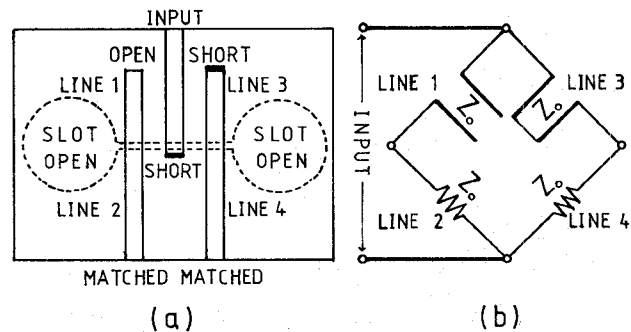 INPUT
OPEN SHORT
LINE 1 LINE 3
SLOT OPEN
SLOT OPEN
SHORT
LINE 2 LINE 4
MATCHED MATCHED
(a)
INPUT
LINE 1 Z₀ Z₀ LINE 3
Z₀ Z₀
LINE 2 LINE 4
(b)